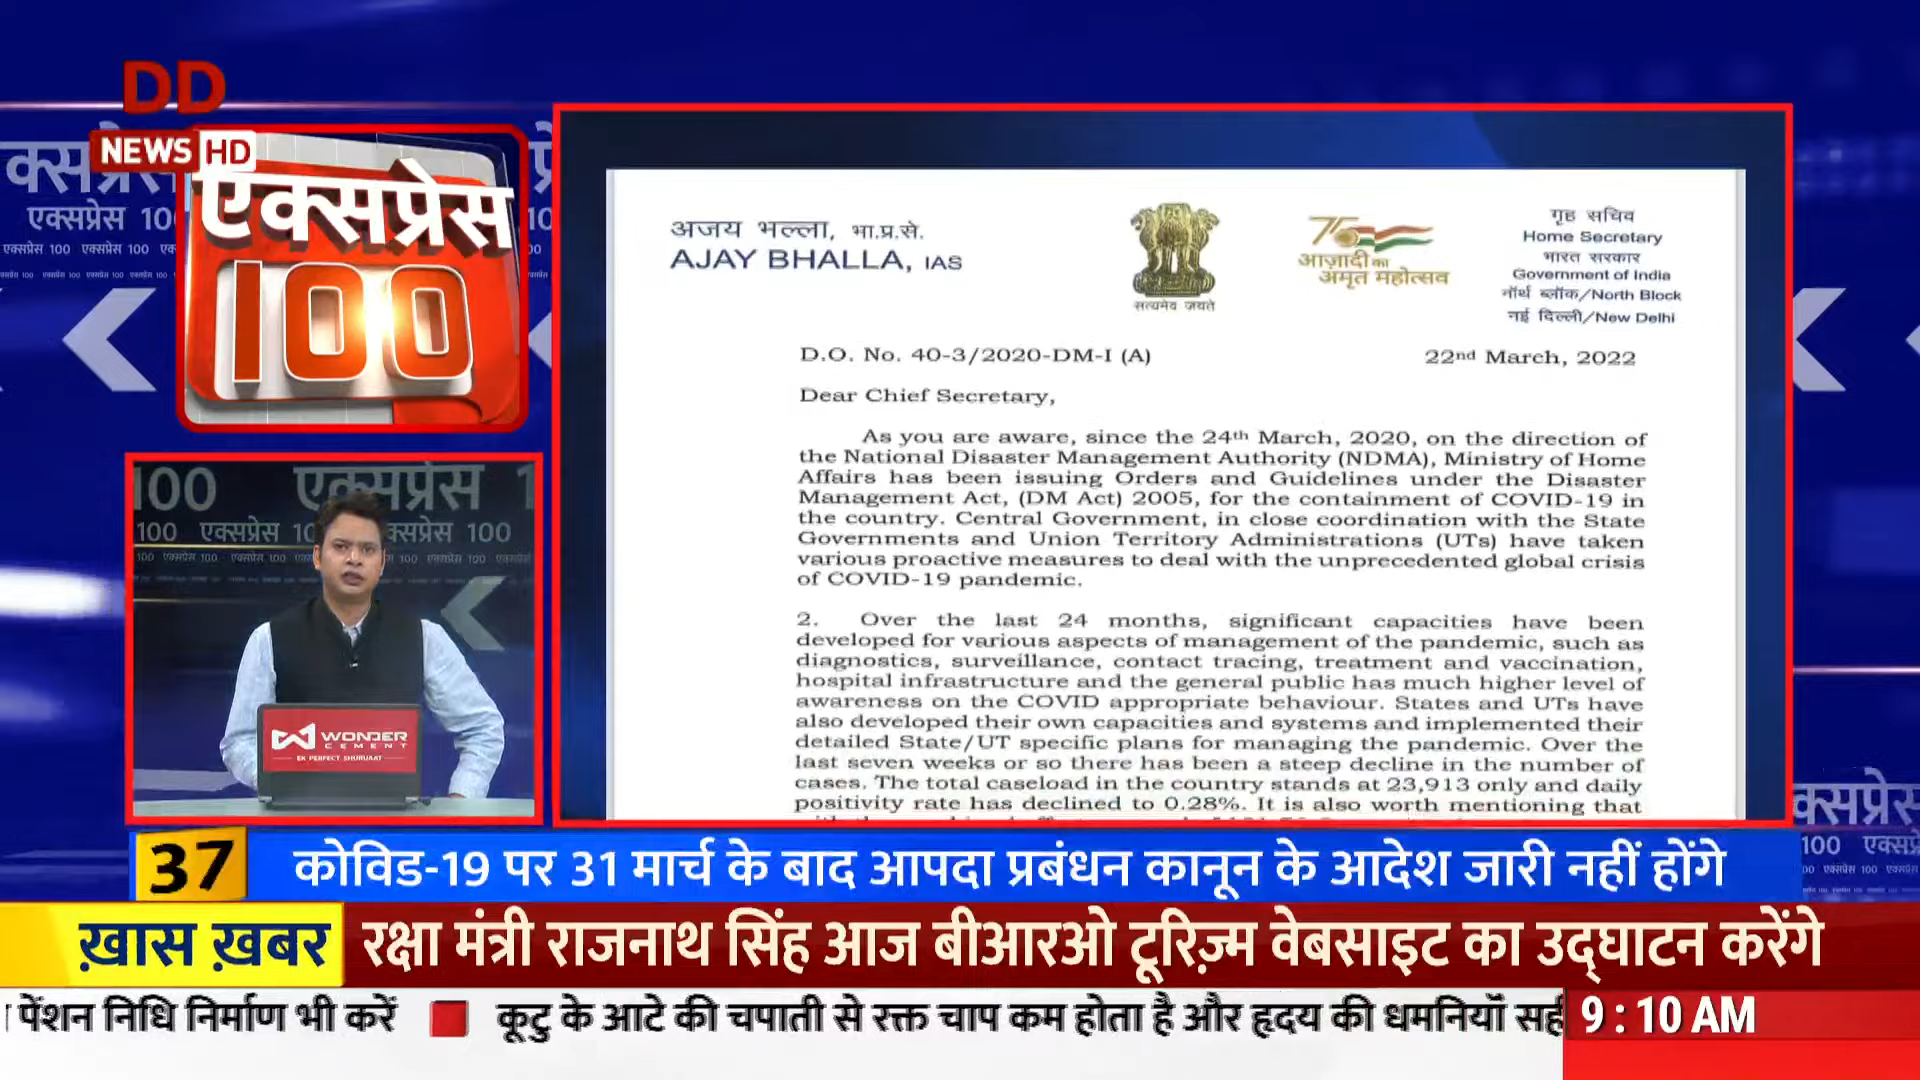 DD
NEWS HD
एक्सप्रेस
100
अजय भल्ला, भा.प्र.से.
AJAY BHALLA, IAS
सत्यमेव जयते
75
आज़ादी का
अमृत महोत्सव
गृह सचिव
Home Secretary
भारत सरकार
Government of India
नॉर्थ ब्लॉक/North Block
नई दिल्ली/New Delhi
D.O. No. 40-3/2020-DM-I (A)
22nd March, 2022
Dear Chief Secretary,
As you are aware, since the 24th March, 2020, on the direction of
the National Disaster Management Authority (NDMA), Ministry of Home
Affairs has been issuing Orders and Guidelines under the Disaster
Management Act, (DM Act) 2005, for the containment of COVID-19 in
the country. Central Government, in close coordination with the State
Governments and Union Territory Administrations (UTs) have taken
various proactive measures to deal with the unprecedented global crisis
of COVID-19 pandemic.
2. Over the last 24 months, significant capacities have been
developed for various aspects of management of the pandemic, such as
diagnostics, surveillance, contact tracing, treatment and vaccination,
hospital infrastructure and the general public has much higher level of
awareness on the COVID appropriate behaviour. States and UTs have
also developed their own capacities and systems and implemented their
detailed State/UT specific plans for managing the pandemic. Over the
last seven weeks or so there has been a steep decline in the number of
cases. The total caseload in the country stands at 23,913 only and daily
positivity rate has declined to 0.28%. It is also worth mentioning that
100 एक्सप्रेस
100 एक्सप्रेस 100
WONDER
CEMENT
EK PERFECT SHURUAAT
37 कोविड-19 पर 31 मार्च के बाद आपदा प्रबंधन कानून के आदेश जारी नहीं होंगे
ख़ास ख़बर रक्षा मंत्री राजनाथ सिंह आज बीआरओ टूरिज़्म वेबसाइट का उद्घाटन करेंगे
पेंशन निधि निर्माण भी करें कूटु के आटे की चपाती से रक्त चाप कम होता है और हृदय की धमनियाँ
9 : 10 AM